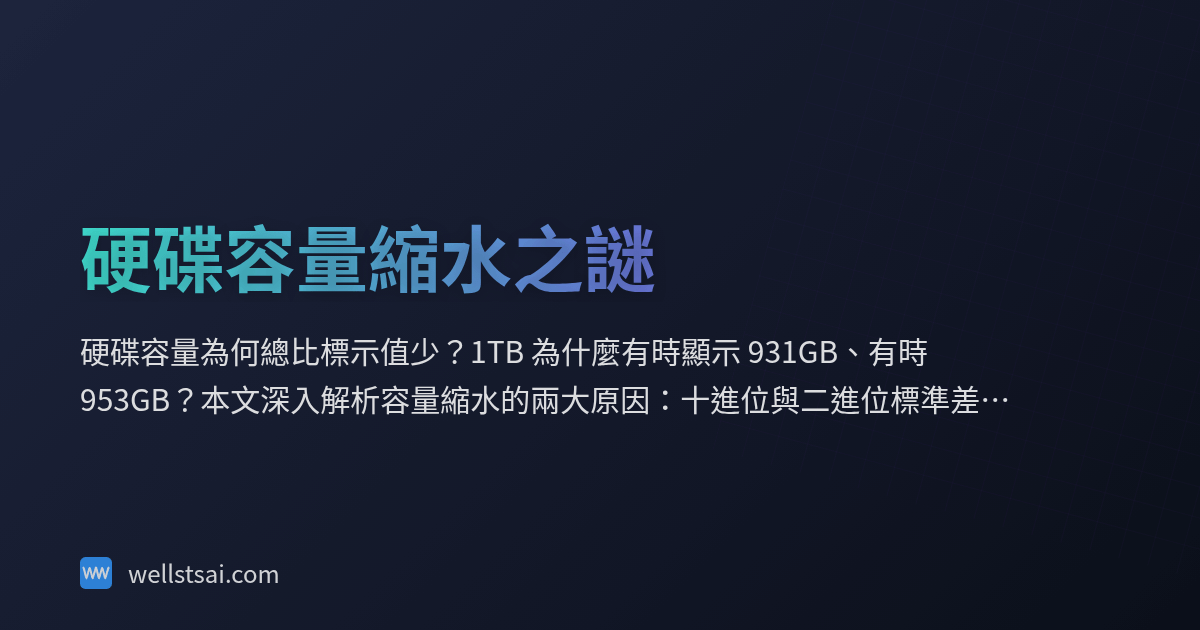 硬碟容量縮水之謎
硬碟容量為何總比標示值少？1TB 為什麼有時顯示 931GB、有時
953GB？本文深入解析容量縮水的兩大原因：十進位與二進位標準差…
WW wellstsai.com